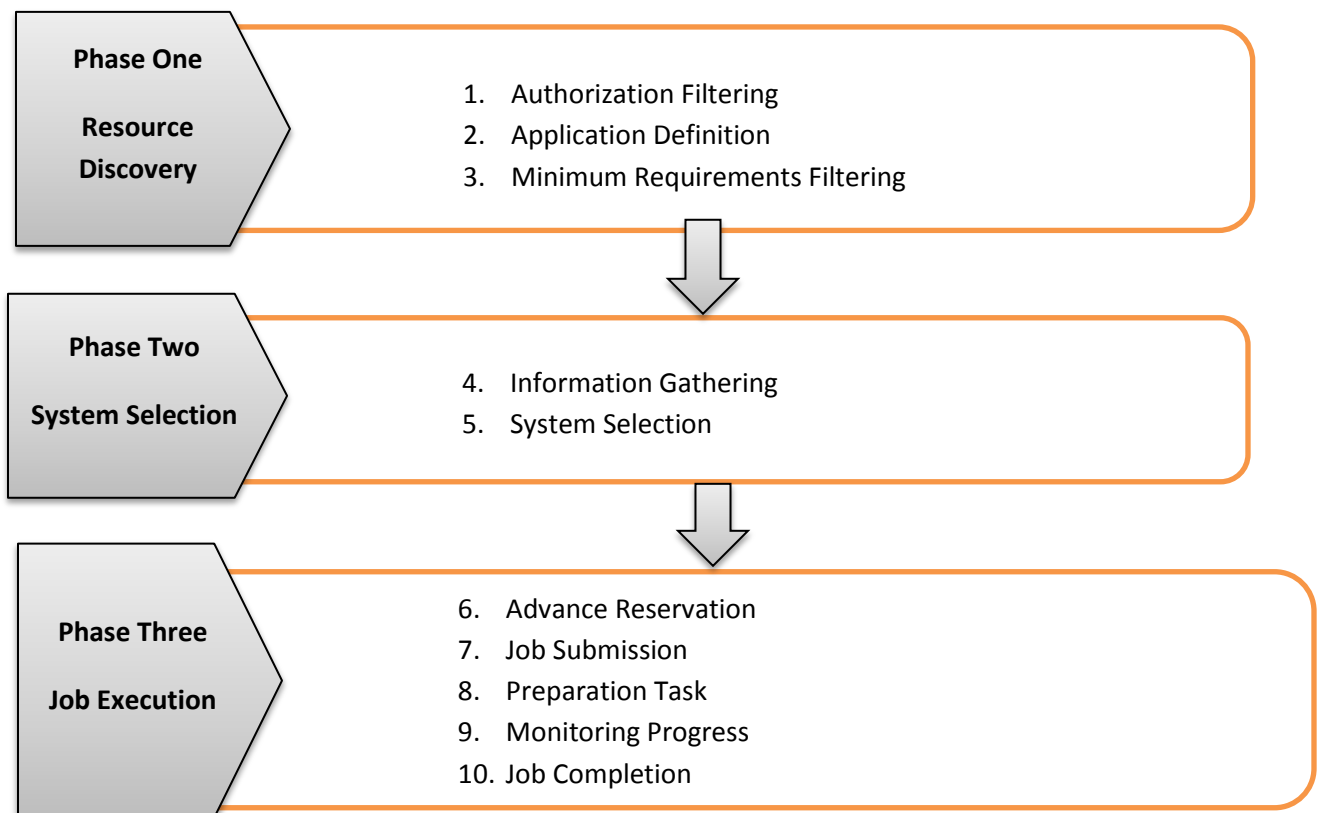 Phase One
Resource
Discovery
1. Authorization Filtering
2. Application Definition
3. Minimum Requirements Filtering
Phase Two
System Selection
4. Information Gathering
5. System Selection
Phase Three
Job Execution
6. Advance Reservation
7. Job Submission
8. Preparation Task
9. Monitoring Progress
10. Job Completion